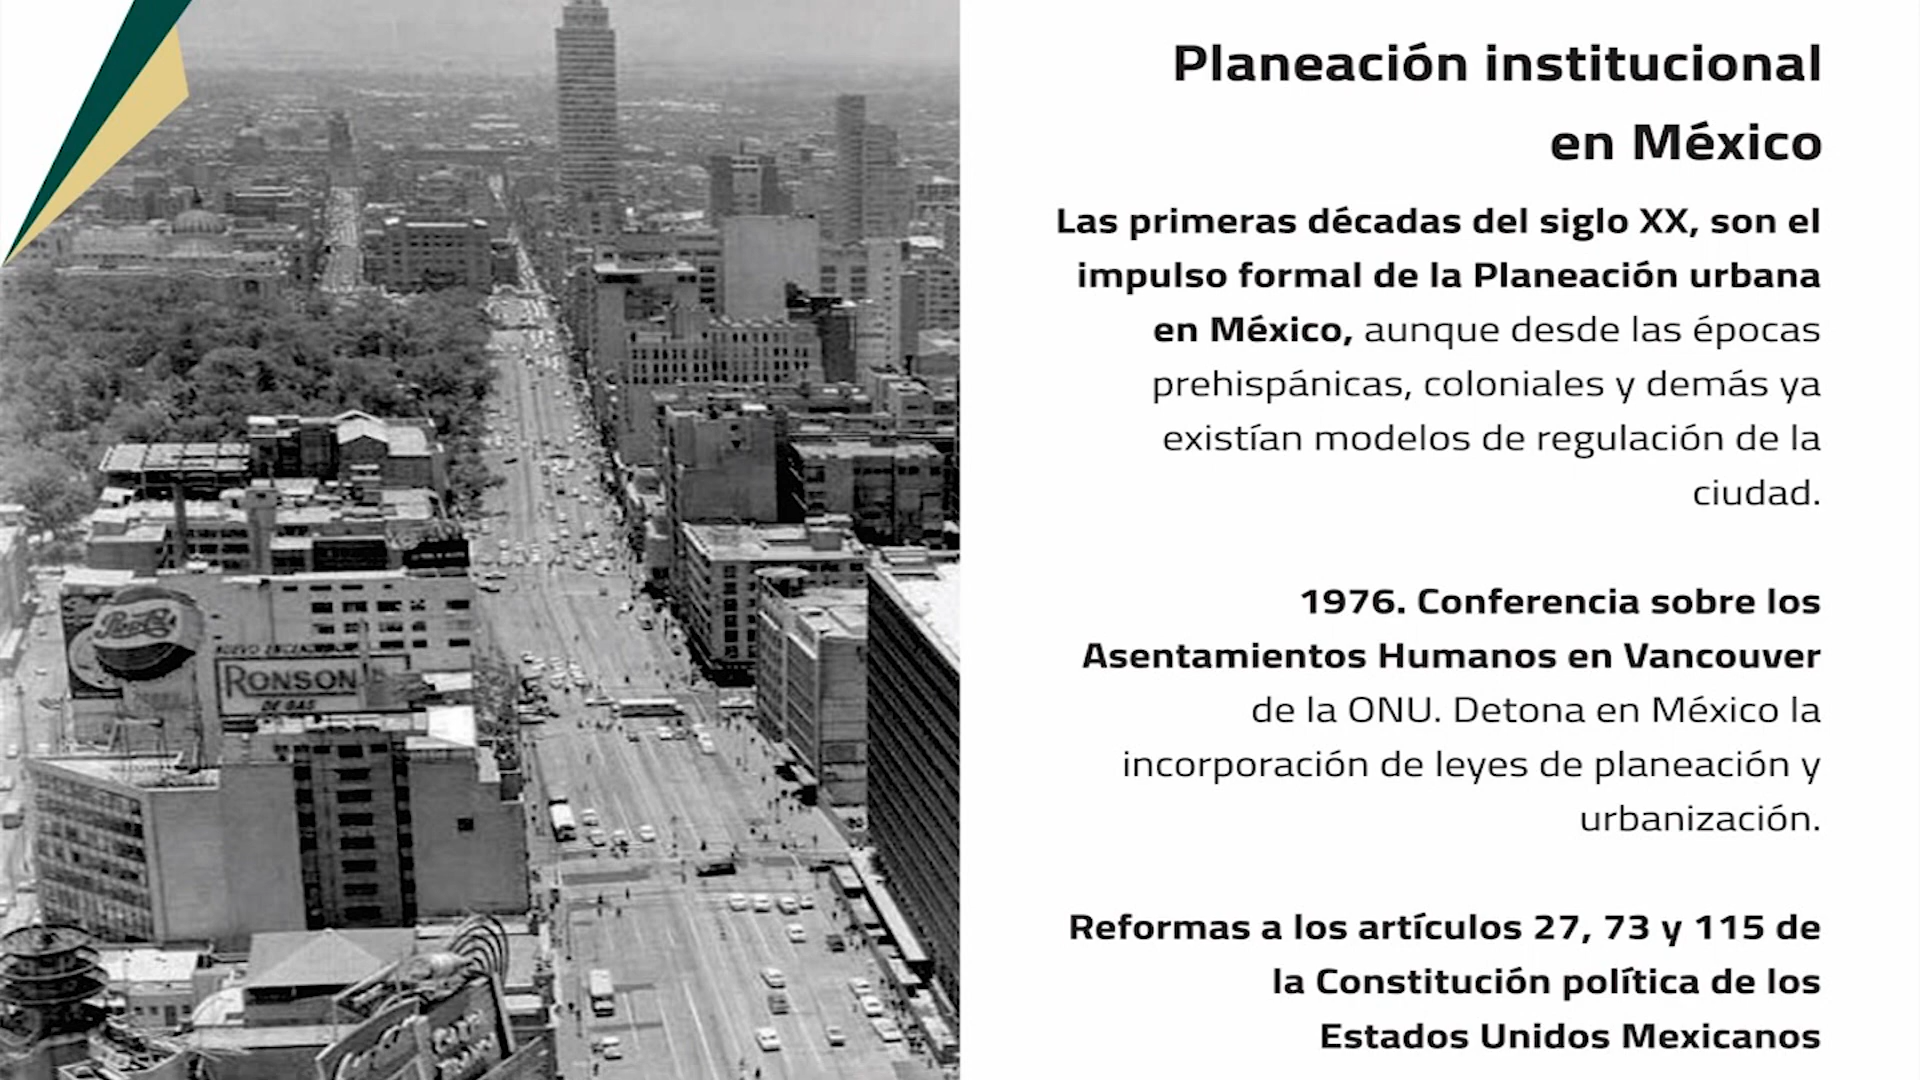 Planeación institucional
en México
Las primeras décadas del siglo XX, son el
impulso formal de la Planeación urbana
en México, aunque desde las épocas
prehispánicas, coloniales y demás ya
existían modelos de regulación de la
ciudad.
1976. Conferencia sobre los
Asentamientos Humanos en Vancouver
de la ONU. Detona en México la
incorporación de leyes de planeación y
urbanización.
Reformas a los artículos 27, 73 y 115 de
la Constitución política de los
Estados Unidos Mexicanos
RONSON
DE GAS